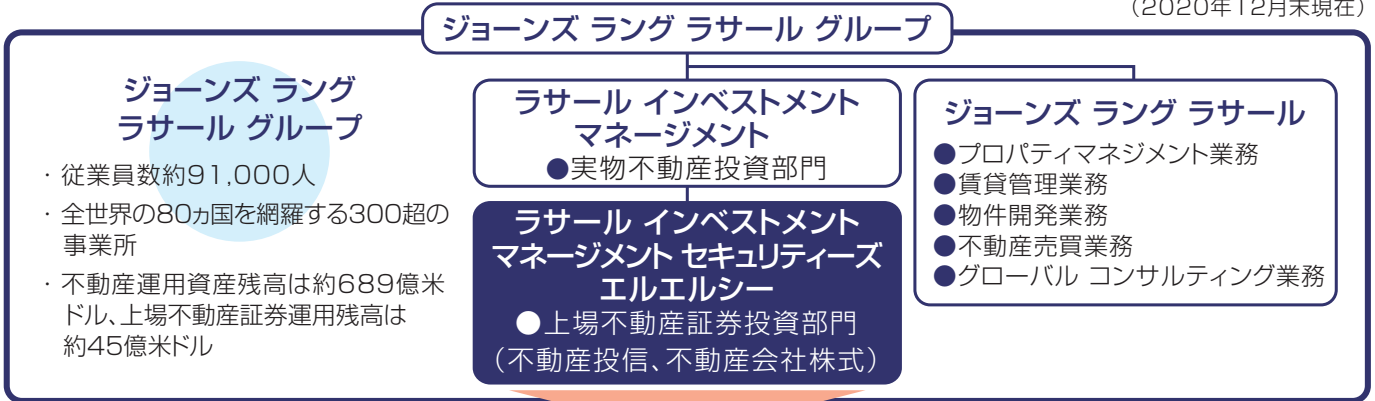 (2020年12月末現在)
ジョーンズ ラング ラサール グループ
ジョーンズ ラング
ラサール グループ
・従業員数約91,000人
・全世界の80ヵ国を網羅する300超の
事業所
・不動産運用資産残高は約689億米
ドル、上場不動産証券運用残高は
約45億米ドル
ラサール インベストメント
マネージメント
●実物不動産投資部門
ラサール インベストメント
マネージメント セキュリティーズ
エルエルシー
●上場不動産証券投資部門
(不動産投信、不動産会社株式)
ジョーンズ ラング ラサール
●プロパティマネジメント業務
●賃貸管理業務
●物件開発業務
●不動産売買業務
●グローバル コンサルティング業務